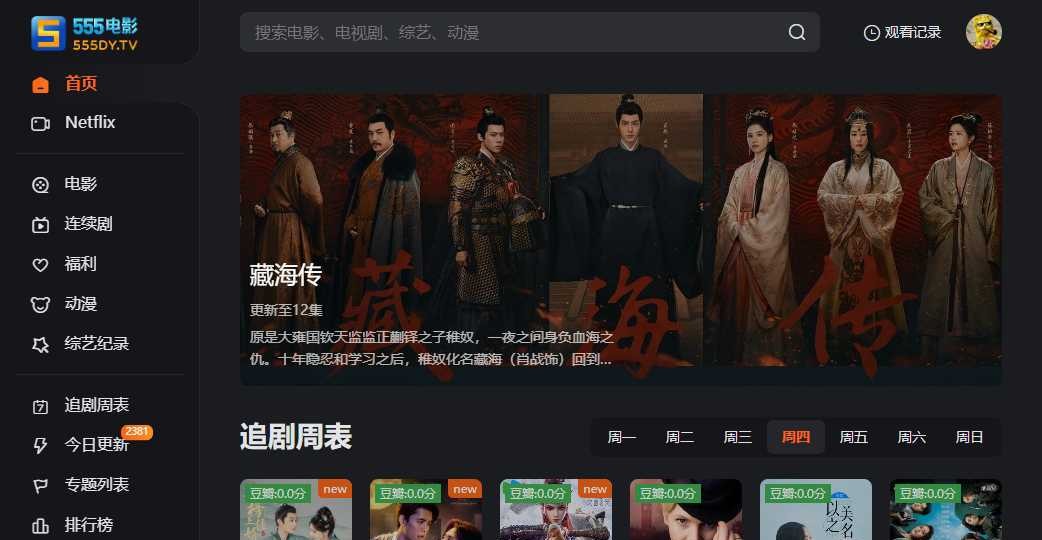 555电影
555DY.TV
搜索电影、电视剧、综艺、动漫
观看记录
首页
Netflix
电影
连续剧
福利
动漫
综艺纪录
追剧周表
今日更新
2381
专题列表
排行榜
藏海传
藏海传
更新至12集
原是大雍国钦天监监正蒯铎之子稚奴，一夜之间身负血海之
仇。十年隐忍和学习之后，稚奴化名藏海（肖战饰）回到...
追剧周表
周一
周二
周三
周四
周五
周六
周日
豆瓣:0.0分
new
豆瓣:0.0分
new
豆瓣:0.0分
new
豆瓣:0.0分
豆瓣:0.0分
以美
之名
豆瓣:0.0分